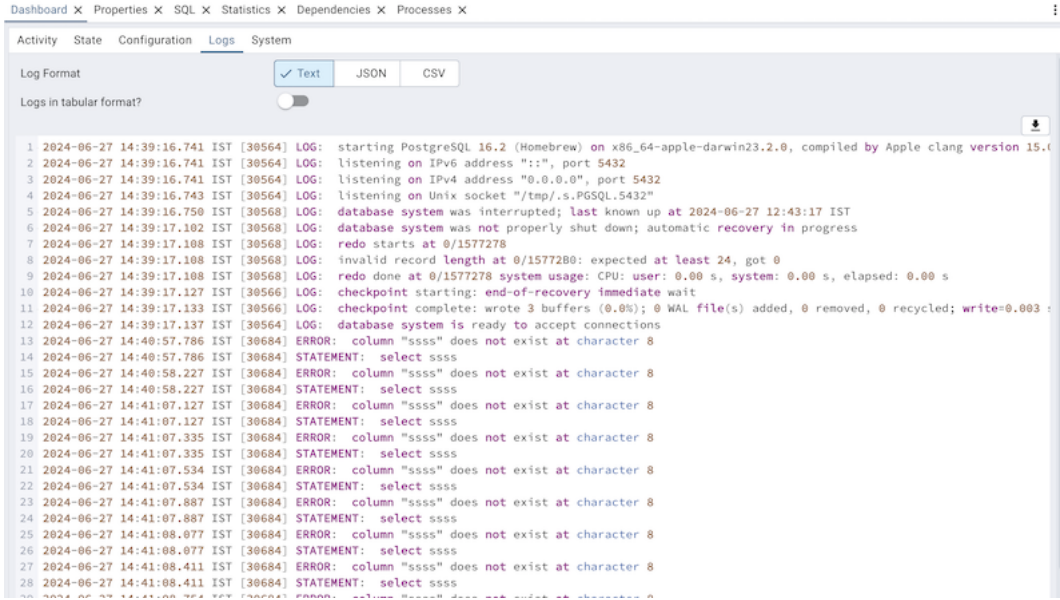 Dashboard Properties SQL Statistics Dependencies Processes
Activity State Configuration Logs System
Log Format Text JSON CSV
Logs in tabular format?
1 2024-06-27 14:39:16.741 IST [30564] LOG:  starting PostgreSQL 16.2 (Homebrew) on x86_64-apple-darwin23.2.0, compiled by Apple clang version 15.0
2 2024-06-27 14:39:16.741 IST [30564] LOG:  listening on IPv6 address "::", port 5432
3 2024-06-27 14:39:16.741 IST [30564] LOG:  listening on IPv4 address "0.0.0.0", port 5432
4 2024-06-27 14:39:16.743 IST [30564] LOG:  listening on Unix socket "/tmp/.s.PGSQL.5432"
5 2024-06-27 14:39:16.750 IST [30568] LOG:  database system was interrupted; last known up at 2024-06-27 12:43:17 IST
6 2024-06-27 14:39:17.102 IST [30568] LOG:  database system was not properly shut down; automatic recovery in progress
7 2024-06-27 14:39:17.108 IST [30568] LOG:  redo starts at 0/1577278
8 2024-06-27 14:39:17.108 IST [30568] LOG:  invalid record length at 0/15772B0: expected at least 24, got 0
9 2024-06-27 14:39:17.108 IST [30568] LOG:  redo done at 0/1577278 system usage: CPU: user: 0.00 s, system: 0.00 s, elapsed: 0.00 s
10 2024-06-27 14:39:17.127 IST [30566] LOG:  checkpoint starting: end-of-recovery immediate wait
11 2024-06-27 14:39:17.133 IST [30566] LOG:  checkpoint complete: wrote 3 buffers (0.0%); 0 WAL file(s) added, 0 removed, 0 recycled; write=0.003 s
12 2024-06-27 14:39:17.137 IST [30564] LOG:  database system is ready to accept connections
13 2024-06-27 14:40:57.786 IST [30684] ERROR:  column "ssss" does not exist at character 8
14 2024-06-27 14:40:57.786 IST [30684] STATEMENT:  select ssss
15 2024-06-27 14:40:58.227 IST [30684] ERROR:  column "ssss" does not exist at character 8
16 2024-06-27 14:40:58.227 IST [30684] STATEMENT:  select ssss
17 2024-06-27 14:41:07.127 IST [30684] ERROR:  column "ssss" does not exist at character 8
18 2024-06-27 14:41:07.127 IST [30684] STATEMENT:  select ssss
19 2024-06-27 14:41:07.335 IST [30684] ERROR:  column "ssss" does not exist at character 8
20 2024-06-27 14:41:07.335 IST [30684] STATEMENT:  select ssss
21 2024-06-27 14:41:07.534 IST [30684] ERROR:  column "ssss" does not exist at character 8
22 2024-06-27 14:41:07.534 IST [30684] STATEMENT:  select ssss
23 2024-06-27 14:41:07.887 IST [30684] ERROR:  column "ssss" does not exist at character 8
24 2024-06-27 14:41:07.887 IST [30684] STATEMENT:  select ssss
25 2024-06-27 14:41:08.077 IST [30684] ERROR:  column "ssss" does not exist at character 8
26 2024-06-27 14:41:08.077 IST [30684] STATEMENT:  select ssss
27 2024-06-27 14:41:08.411 IST [30684] ERROR:  column "ssss" does not exist at character 8
28 2024-06-27 14:41:08.411 IST [30684] STATEMENT:  select ssss